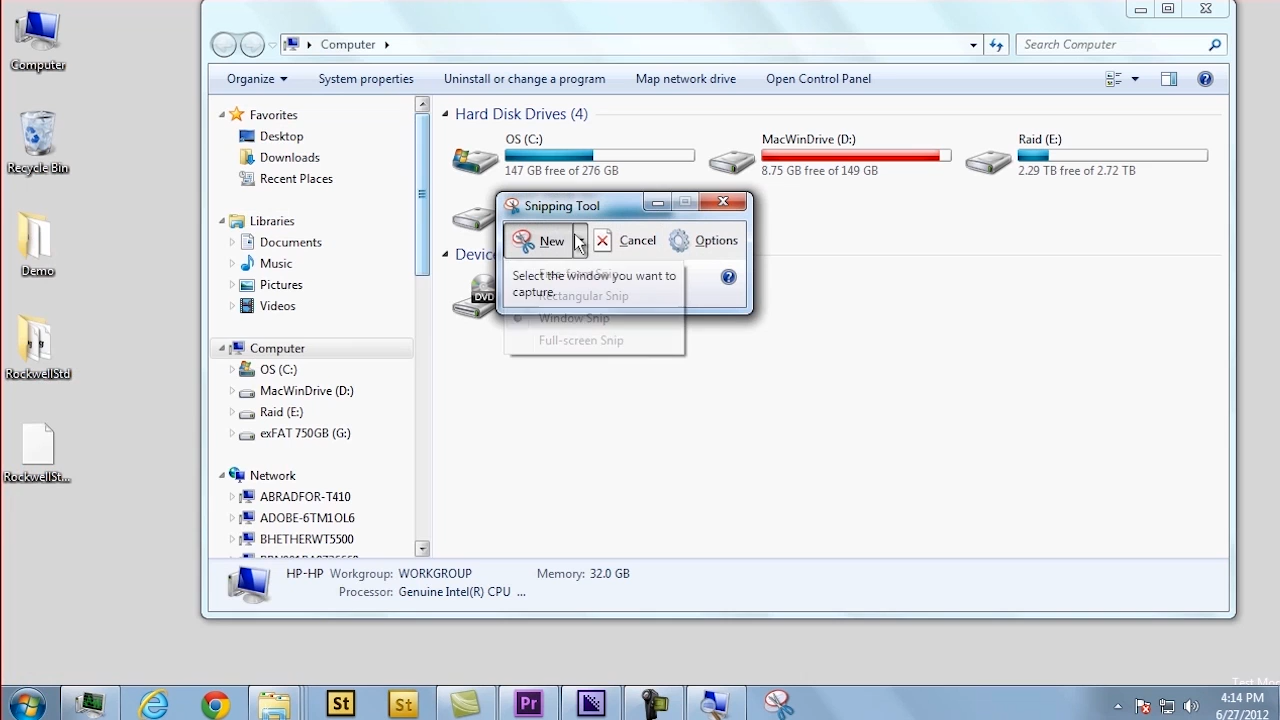 Computer
Recycle Bin
Demo
RockwellStd
RockwellSt...
Computer
Search Computer
Organize
System properties
Uninstall or change a program
Map network drive
Open Control Panel
Favorites
Desktop
Downloads
Recent Places
Libraries
Documents
Music
Pictures
Videos
Computer
OS (C:)
MacWinDrive (D:)
Raid (E:)
exFAT 750GB (G:)
Network
ABRADFOR-T410
ADOBE-6TM1OL6
BHETHERWT5500
Hard Disk Drives (4)
OS (C:)
147 GB free of 276 GB
MacWinDrive (D:)
8.75 GB free of 149 GB
Raid (E:)
2.29 TB free of 2.72 TB
Devic
DVD
Snipping Tool
New
Cancel
Options
Select the window you want to
capture.
Rectangular Snip
Window Snip
Full-screen Snip
HP-HP Workgroup: WORKGROUP Memory: 32.0 GB
Processor: Genuine Intel(R) CPU ...
St
St
Pr
Test Mo
4:14 PM
6/27/2012